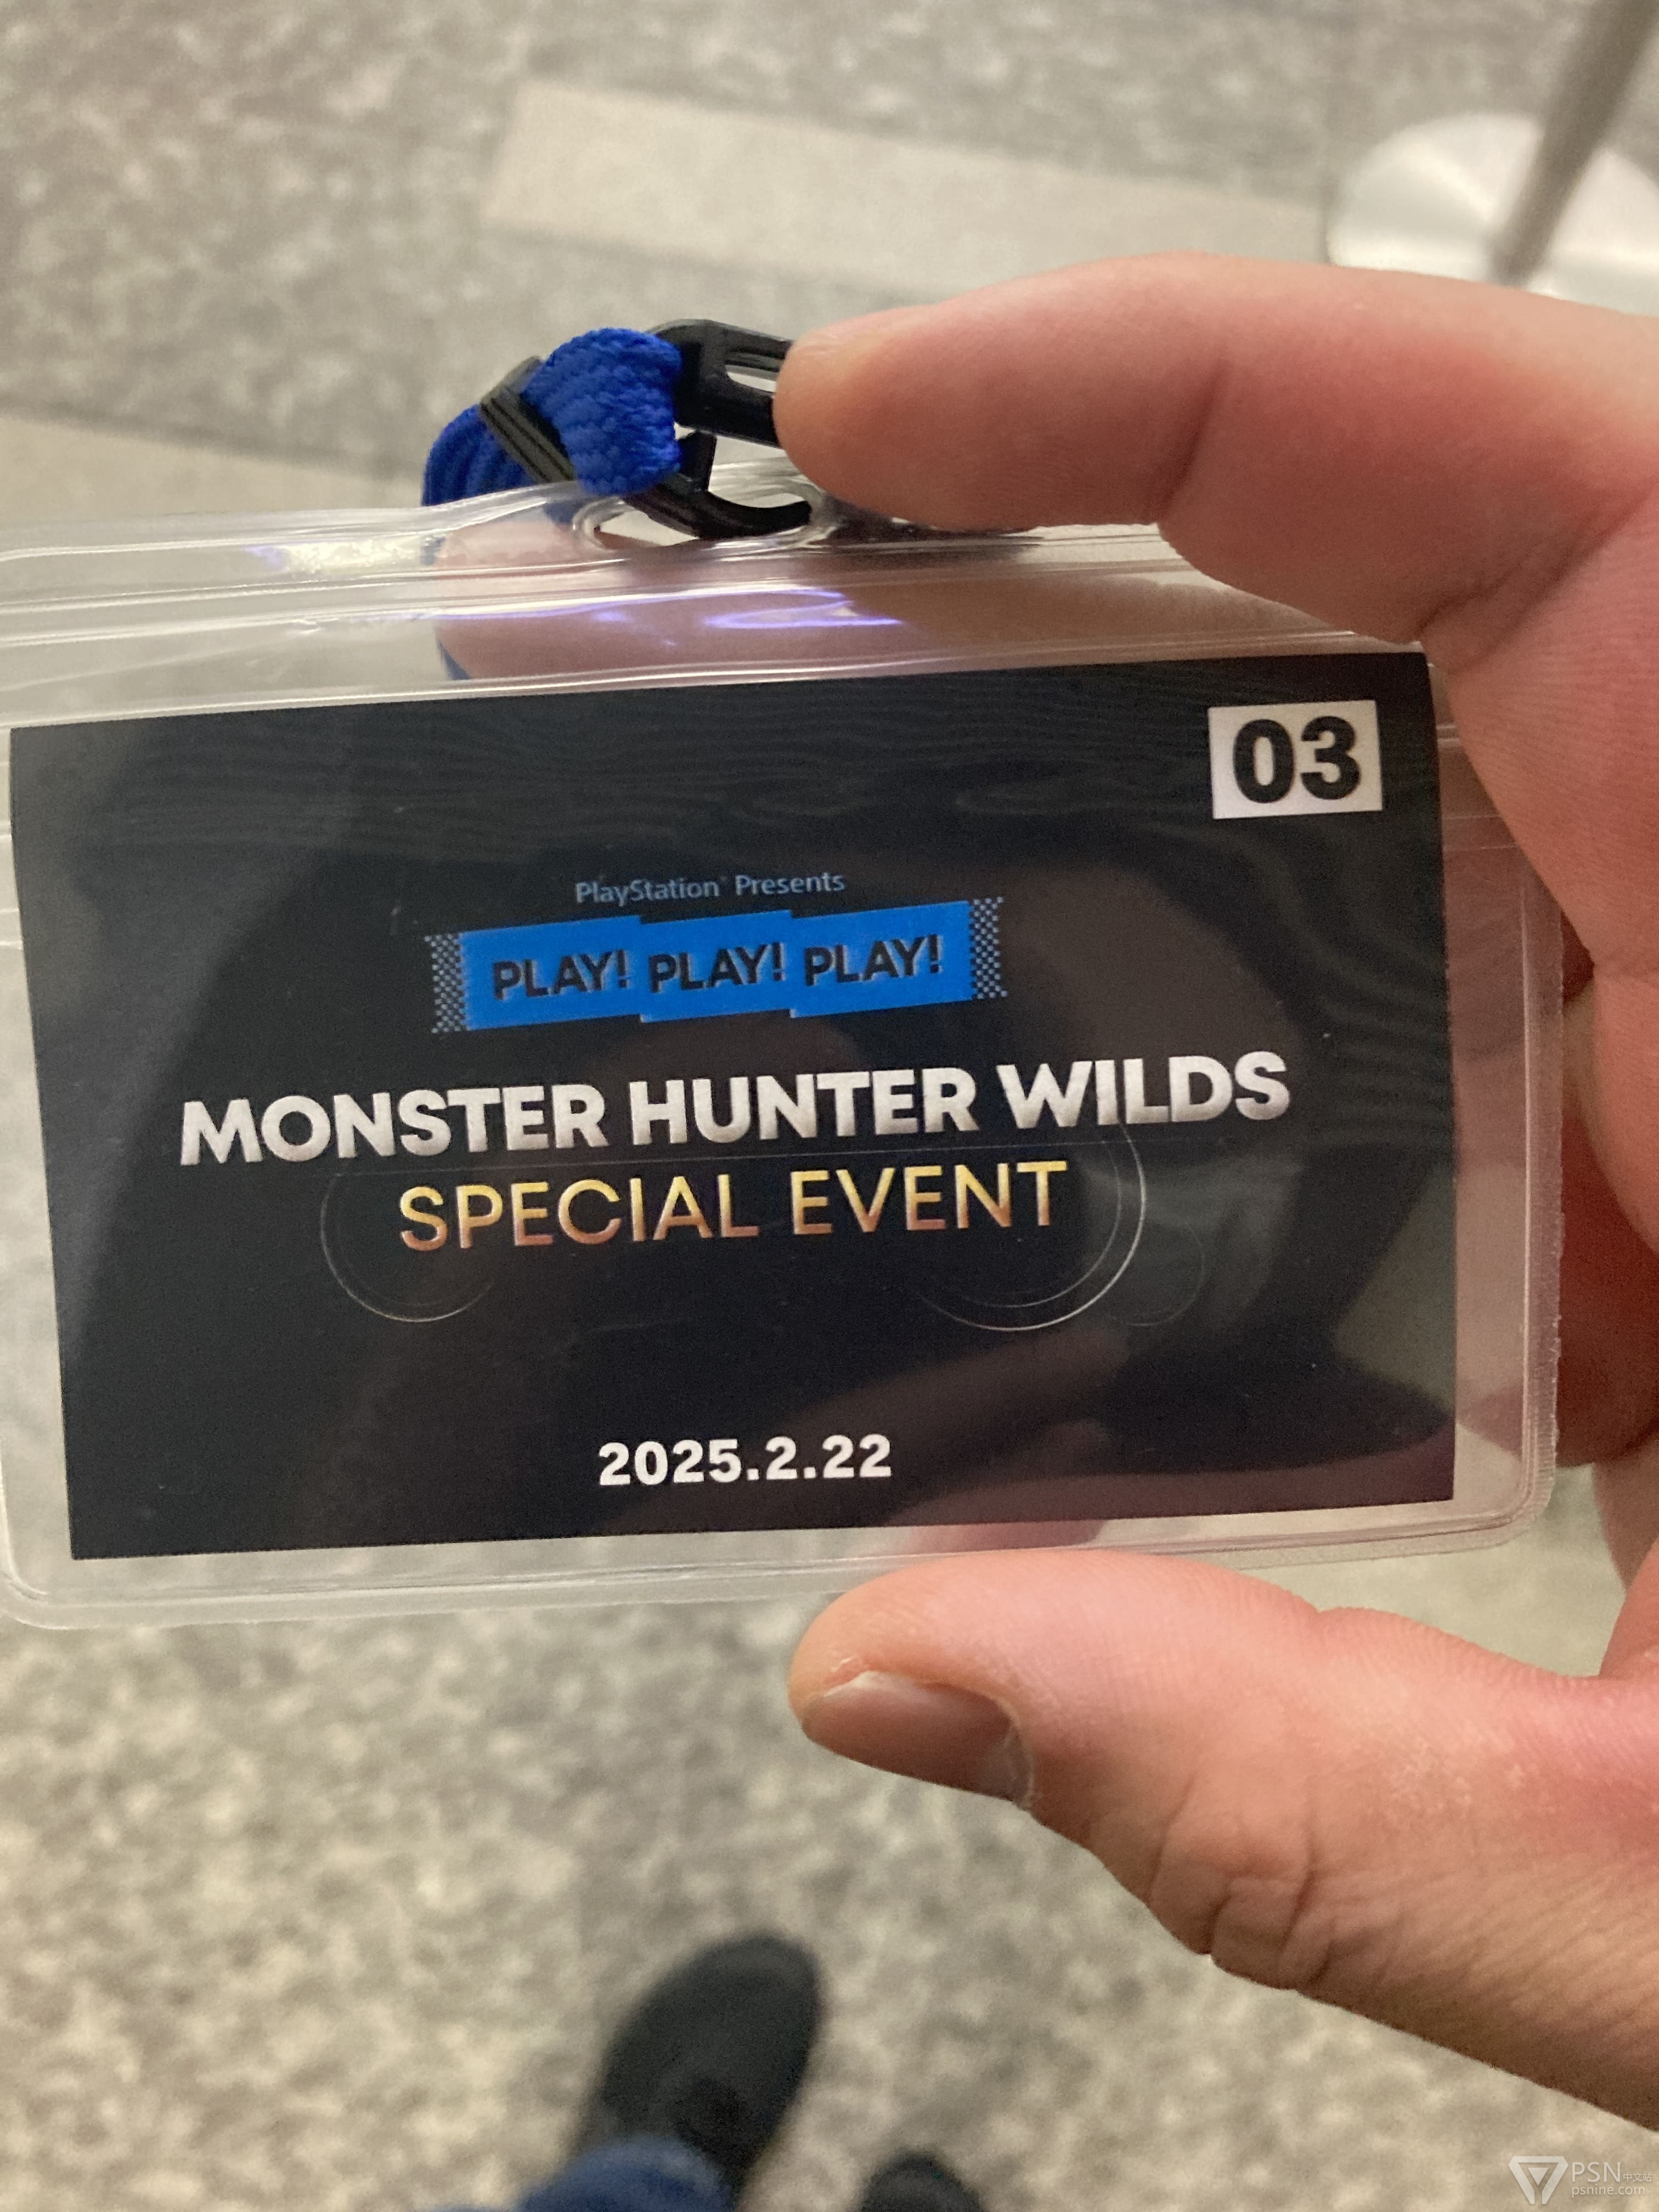 03
PlayStation® Presents
PLAY! PLAY! PLAY!
MONSTER HUNTER WILDS
SPECIAL EVENT
2025.2.22
PSN中文站
psnine.com